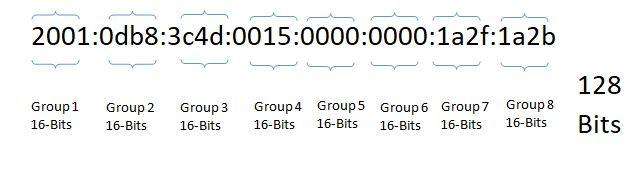 2001:0db8:3c4d:0015:0000:0000:1a2f:1a2b
Group 1 Group 2 Group 3 Group 4 Group 5 Group 6 Group 7 Group 8
16-Bits 16-Bits 16-Bits 16-Bits 16-Bits 16-Bits 16-Bits 16-Bits
128
Bits